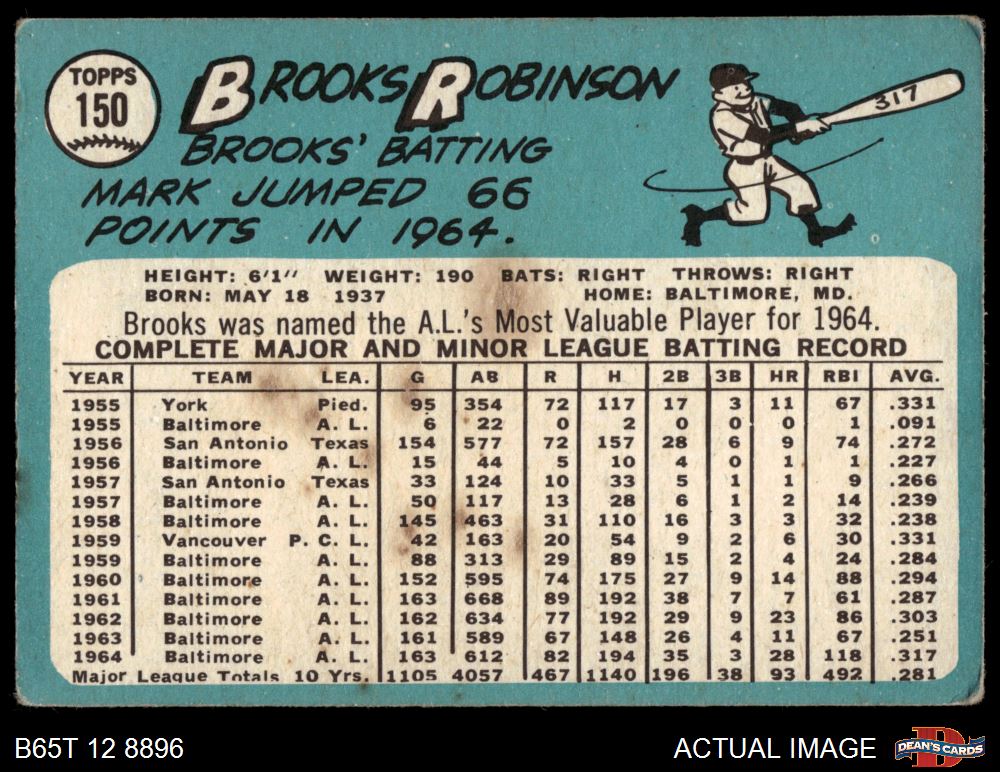 TOPPS
150
BROOKS ROBINSON
317
BROOKS' BATTING
MARK JUMPED 66
POINTS IN 1964.
HEIGHT: 6'1" WEIGHT: 190 BATS: RIGHT THROWS: RIGHT
BORN: MAY 18 1937 HOME: BALTIMORE, MD.
Brooks was named the A.L.'s Most Valuable Player for 1964.
COMPLETE MAJOR AND MINOR LEAGUE BATTING RECORD
YEAR TEAM LEA. G AB R H 2B 3B HR RBI AVG.
1955 York Pied. 95 354 72 117 17 3 11 67 .331
1955 Baltimore A. L. 6 22 0 2 0 0 0 1 .091
1956 San Antonio Texas 154 577 72 157 28 6 9 74 .272
1956 Baltimore A. L. 15 44 5 10 4 0 1 1 .227
1957 San Antonio Texas 33 124 10 33 5 1 1 9 .266
1957 Baltimore A. L. 50 117 13 28 6 1 2 14 .239
1958 Baltimore A. L. 145 463 31 110 16 3 3 32 .238
1959 Vancouver P. C. L. 42 163 20 54 9 2 6 30 .331
1959 Baltimore A. L. 88 313 29 89 15 2 4 24 .284
1960 Baltimore A. L. 152 595 74 175 27 9 14 88 .294
1961 Baltimore A. L. 163 668 89 192 38 7 7 61 .287
1962 Baltimore A. L. 162 634 77 192 29 9 23 86 .303
1963 Baltimore A. L. 161 589 67 148 26 4 11 67 .251
1964 Baltimore A. L. 163 612 82 194 35 3 28 118 .317
Major League Totals 10 Yrs. 1105 4057 467 1140 196 38 93 492 .281
B65T 12 8896 ACTUAL IMAGE
D
DEAN'S CARDS